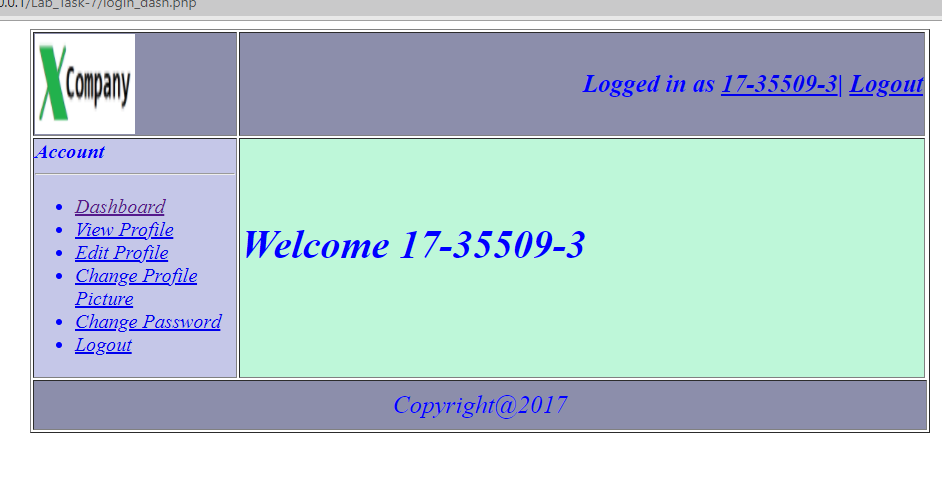 0.0.1/Lab_Task-7/login_dash.php
XCompany
Logged in as 17-35509-3| Logout
Account
Dashboard
View Profile
Edit Profile
Change Profile
Picture
Change Password
Logout
Welcome 17-35509-3
Copyright@2017